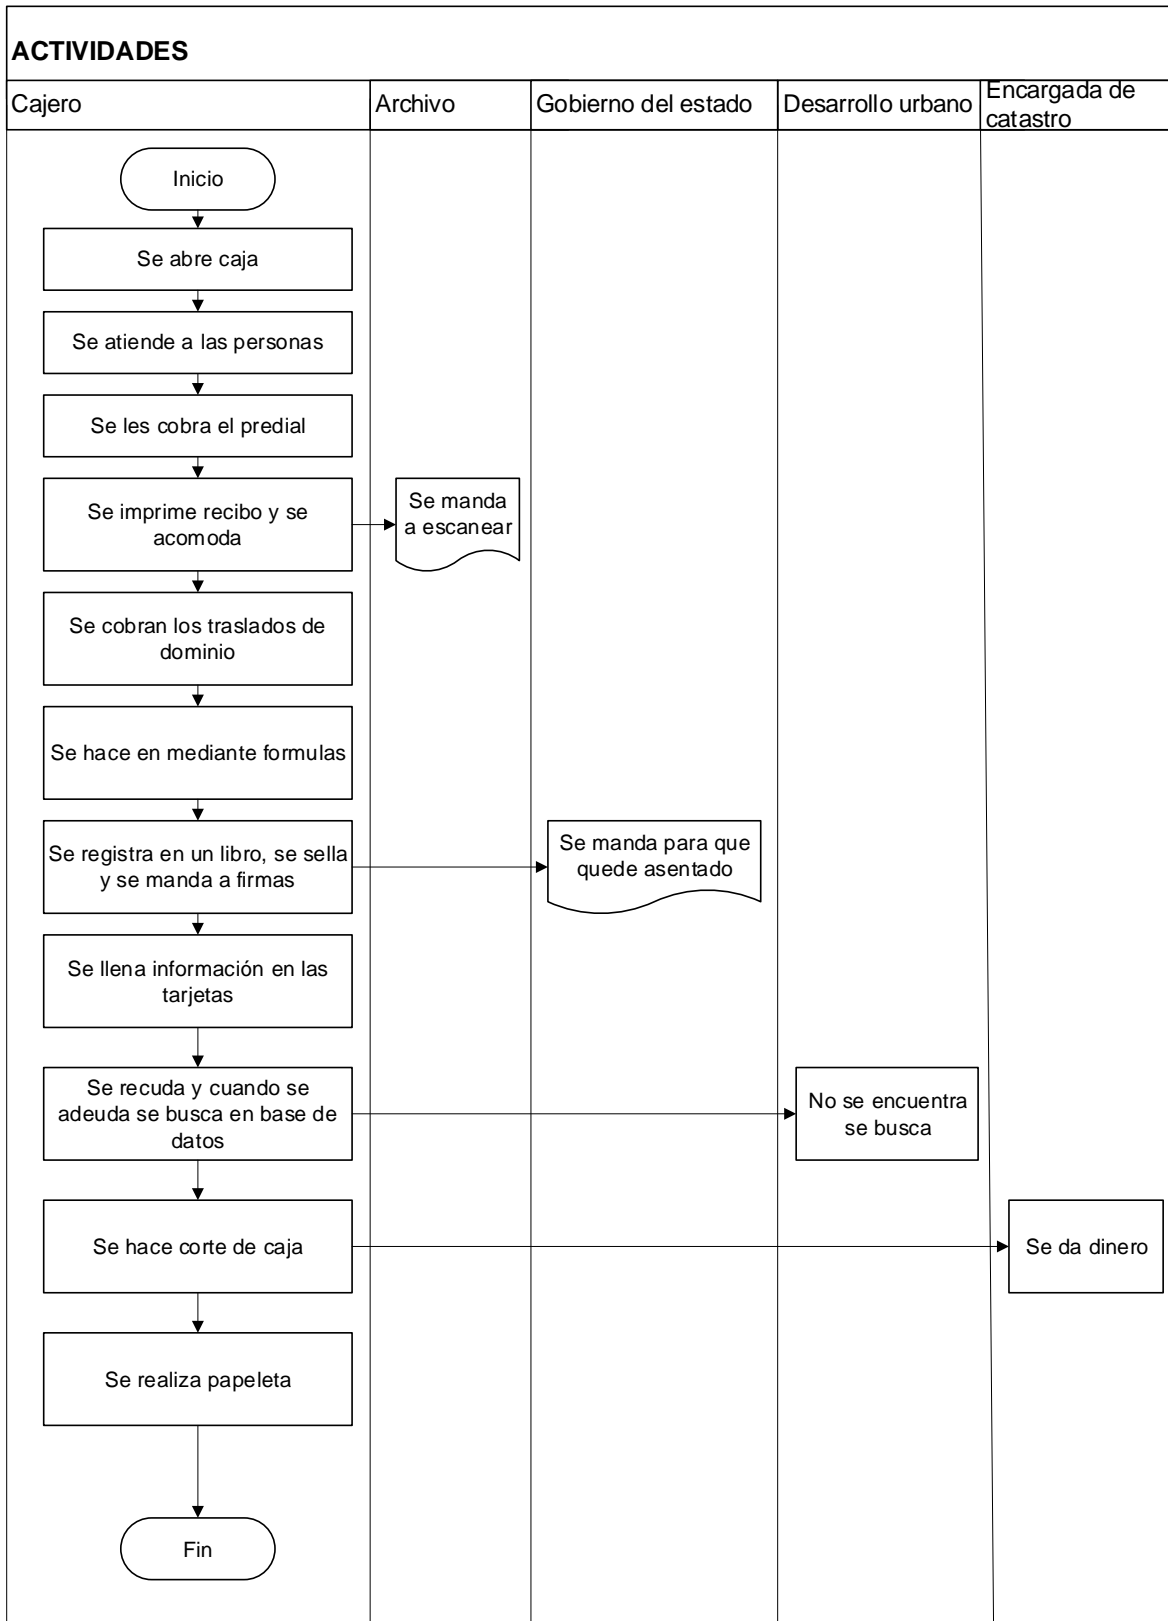 ACTIVIDADES
Cajero
Archivo
Gobierno del estado
Desarrollo urbano
Encargada de
catastro
Inicio
Se abre caja
Se atiende a las personas
Se les cobra el predial
Se imprime recibo y se
acomoda
Se manda
a escanear
Se cobran los traslados de
dominio
Se hace en mediante formulas
Se registra en un libro, se sella
y se manda a firmas
Se manda para que
quede asentado
Se llena información en las
tarjetas
Se recuda y cuando se
adeuda se busca en base de
datos
No se encuentra
se busca
Se hace corte de caja
Se da dinero
Se realiza papeleta
Fin